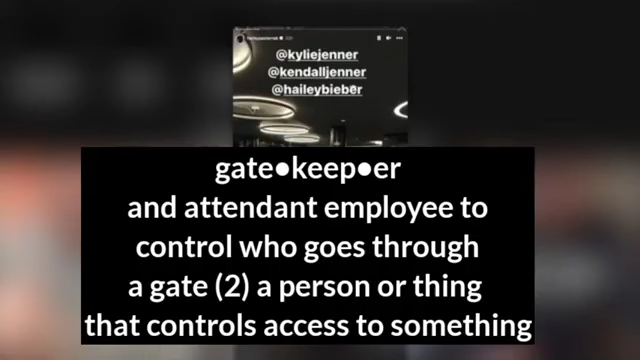 @kyliejenner
@kendalljenner
@haileybieber
gate●keep●er
and attendant employee to
control who goes through
a gate (2) a person or thing
that controls access to something